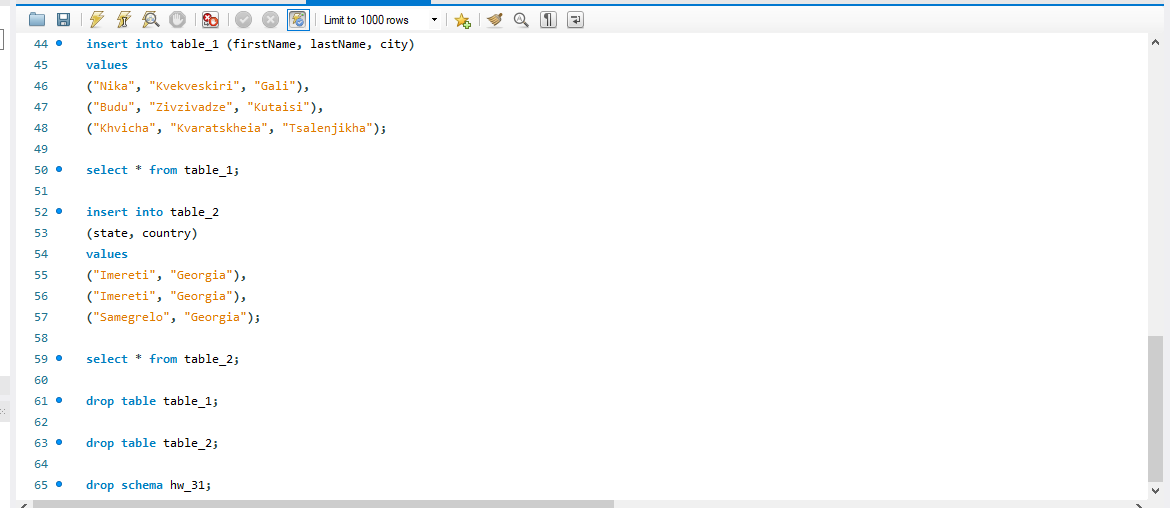 Limit to 1000 rows
44 insert into table_1 (firstName, lastName, city)
45 values
46 ("Nika", "Kvekveskiri", "Gali"),
47 ("Budu", "Zivzivadze", "Kutaisi"),
48 ("Khvicha", "Kvaratskheia", "Tsalenjikha");
49
50 select * from table_1;
51
52 insert into table_2
53 (state, country)
54 values
55 ("Imereti", "Georgia"),
56 ("Imereti", "Georgia"),
57 ("Samegrelo", "Georgia");
58
59 select * from table_2;
60
61 drop table table_1;
62
63 drop table table_2;
64
65 drop schema hw_31;